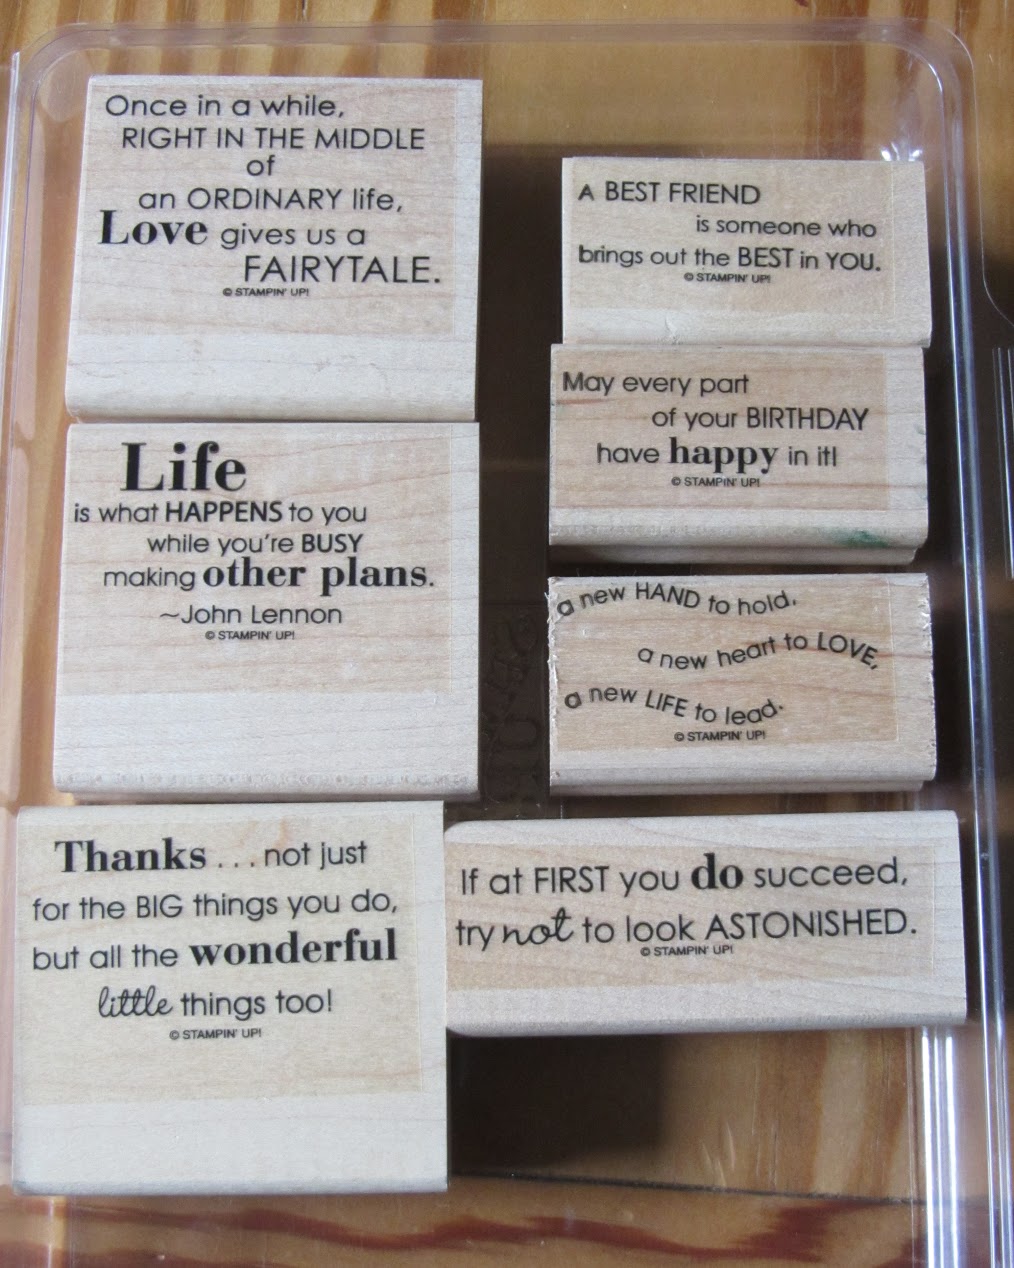 Once in a while,
RIGHT IN THE MIDDLE
of
an ORDINARY life,
Love gives us a
FAIRYTALE.
© STAMPIN' UP!
A BEST FRIEND
is someone who
brings out the BEST in YOU.
© STAMPIN' UP!
May every part
of your BIRTHDAY
have happy in it!
© STAMPIN' UP!
Life
is what HAPPENS to you
while you're BUSY
making other plans.
~John Lennon
© STAMPIN' UP!
a new HAND to hold,
a new heart to LOVE,
a new LIFE to lead.
© STAMPIN' UP!
Thanks . . . not just
for the BIG things you do,
but all the wonderful
little things too!
© STAMPIN' UP!
If at FIRST you do succeed,
try not to look ASTONISHED.
© STAMPIN' UP!